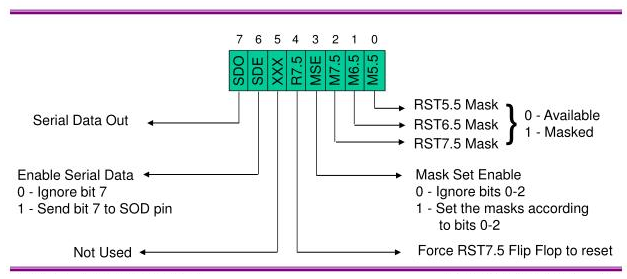 7 6 5 4 3 2 1 0
SDO SDE XXX R7.5 MSE M7.5 M6.5 M5.5
RST5.5 Mask
RST6.5 Mask
RST7.5 Mask
0 - Available
1 - Masked
Serial Data Out
Enable Serial Data
0 - Ignore bit 7
1 - Send bit 7 to SOD pin
Mask Set Enable
0 - Ignore bits 0-2
1 - Set the masks according
to bits 0-2
Not Used
Force RST7.5 Flip Flop to reset